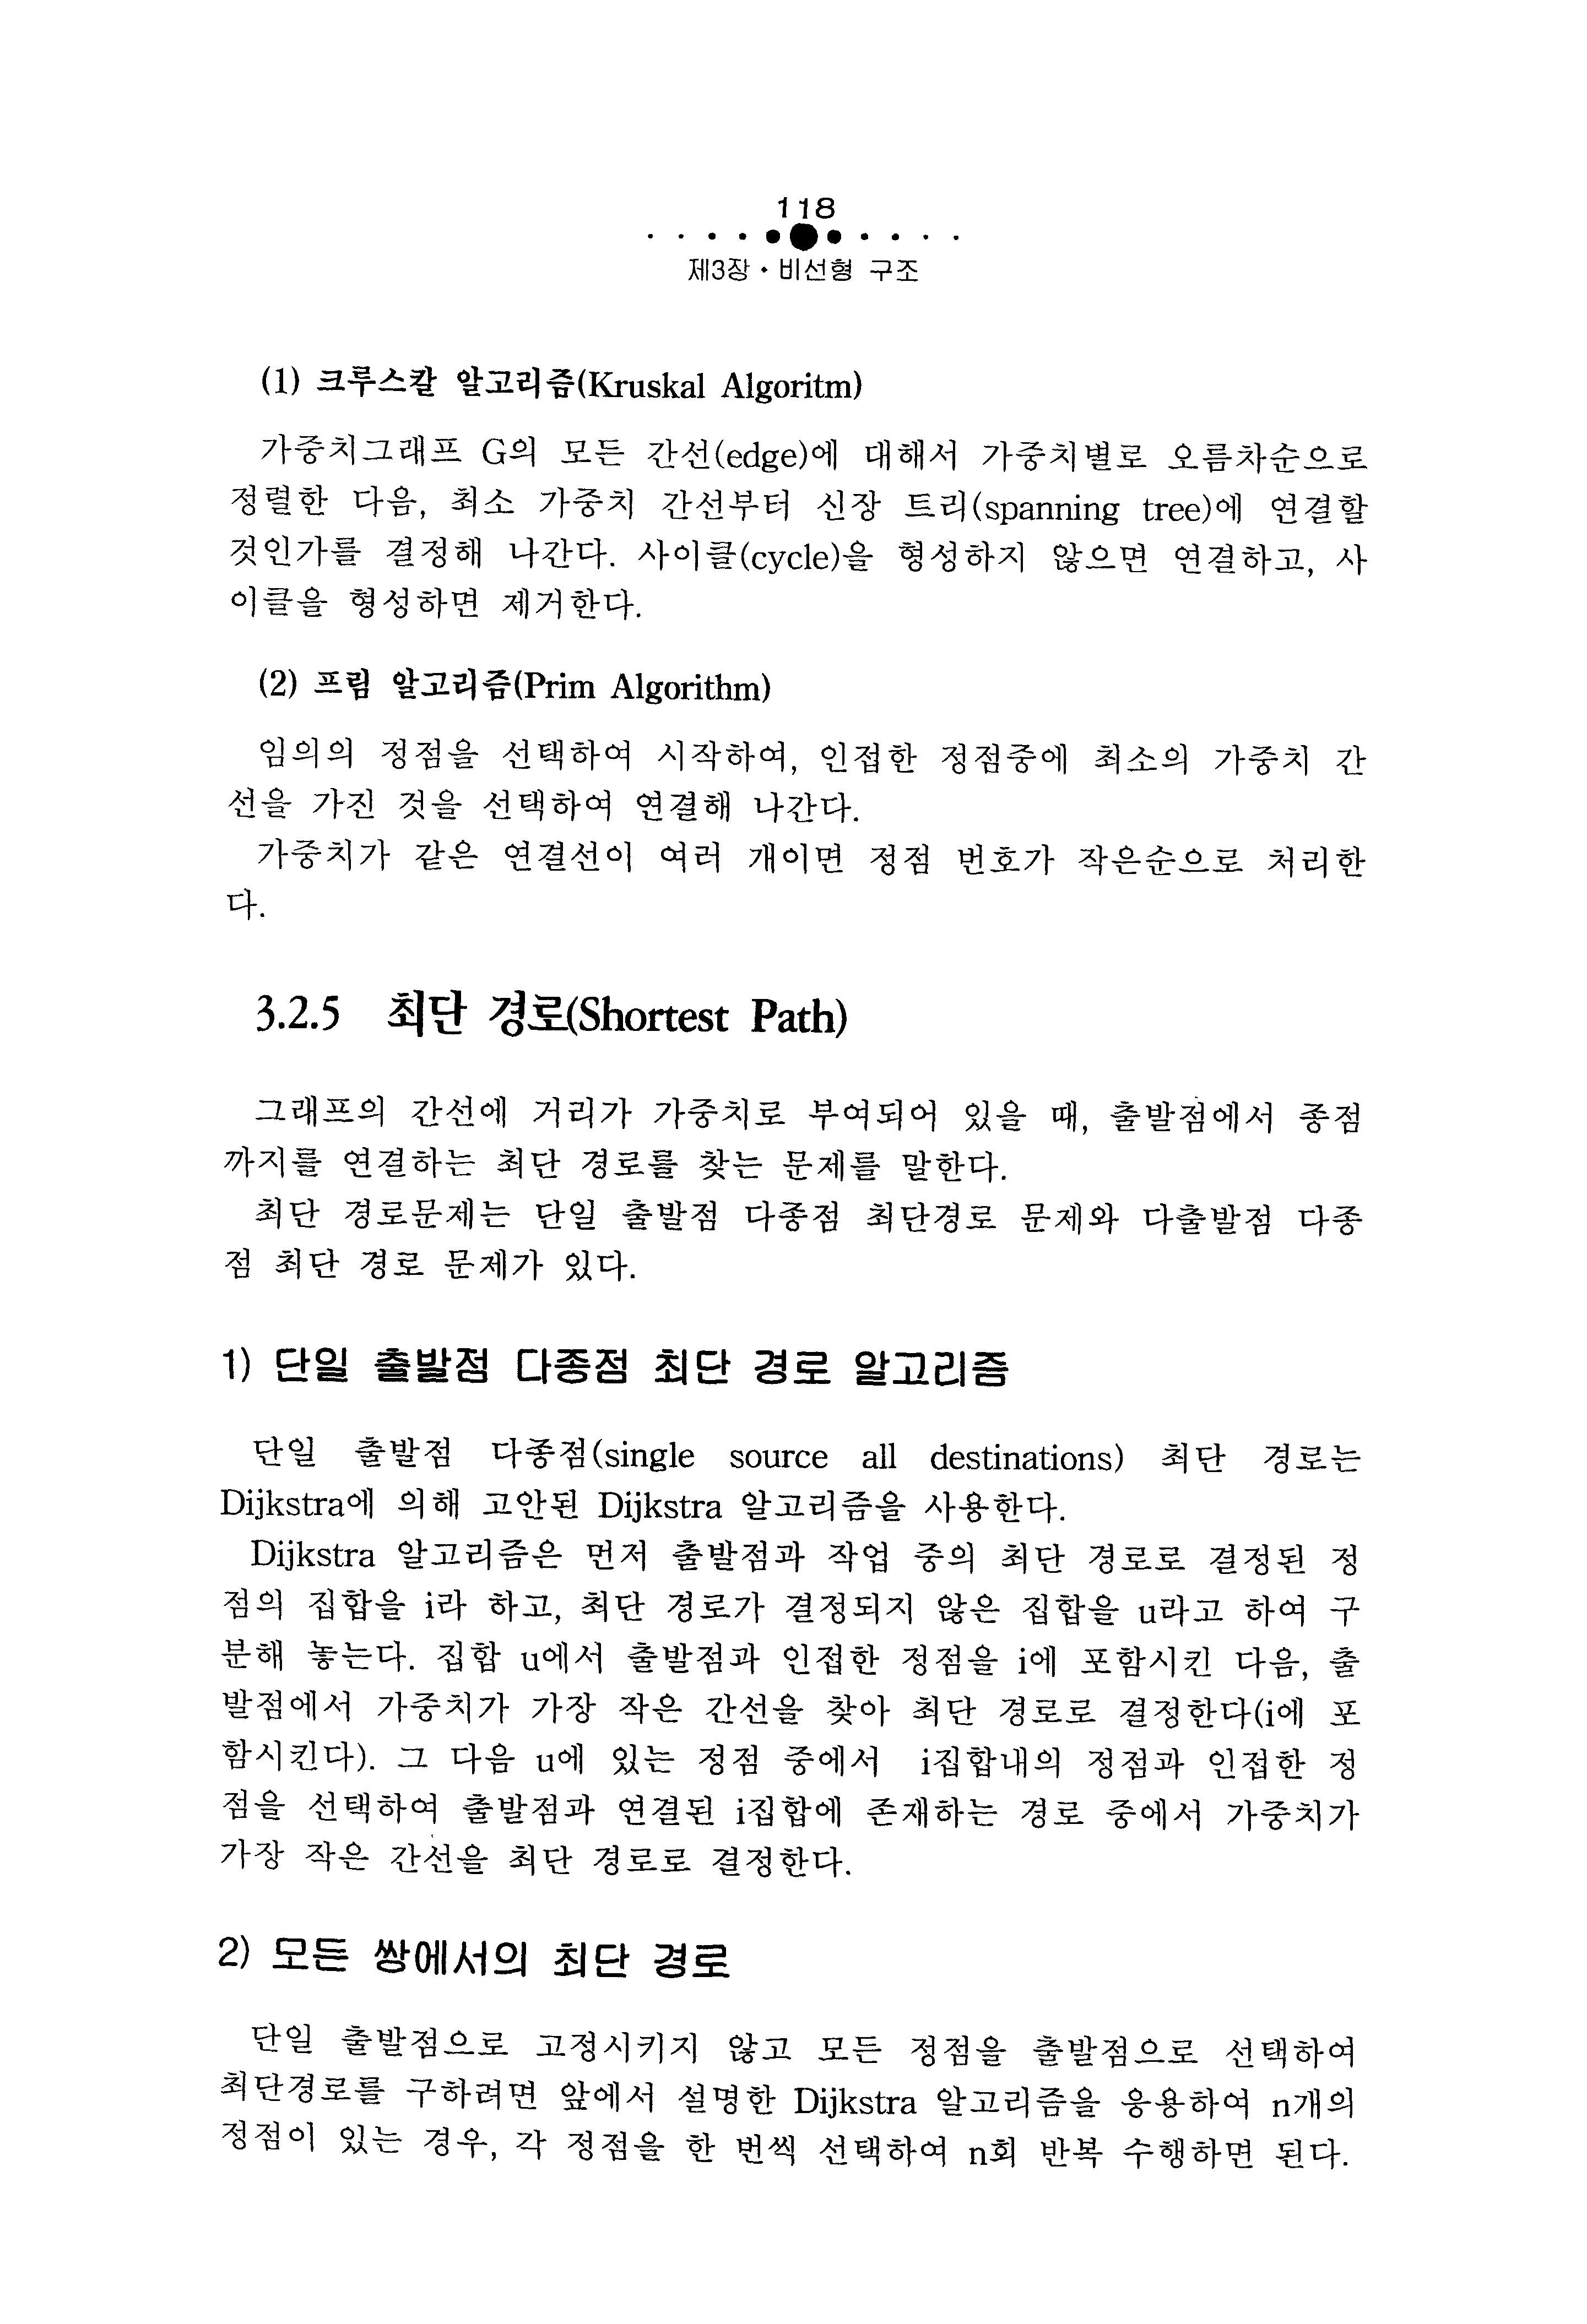 118
제3장 • 비선형 구조
(1) 크루스칼 알고리즘(Kruskal Algoritm)
가중치그래프 G의 모든 간선(edge)에 대해서 가중치별로 오름차순으로
정렬한 다음, 최소 가중치 간선부터 신장 트리(spanning tree)에 연결할
것인가를 결정해 나간다. 사이클(cycle)을 형성하지 않으면 연결하고, 사
이클을 형성하면 제거한다.
(2) 프림 알고리즘(Prim Algorithm)
임의의 정점을 선택하여 시작하여, 인접한 정점중에 최소의 가중치 간
선을 가진 것을 선택하여 연결해 나간다.
가중치가 같은 연결선이 여러 개이면 정점 번호가 작은순으로 처리한
다.
3.2.5 최단 경로(Shortest Path)
그래프의 간선에 거리가 가중치로 부여되어 있을 때, 출발점에서 종점
까지를 연결하는 최단 경로를 찾는 문제를 말한다.
최단 경로문제는 단일 출발점 다종점 최단경로 문제와 다출발점 다종
점 최단 경로 문제가 있다.
1) 단일 출발점 다종점 최단 경로 알고리즘
단일 출발점 다종점(single source all destinations) 최단 경로는
Dijkstra에 의해 고안된 Dijkstra 알고리즘을 사용한다.
Dijkstra 알고리즘은 먼저 출발점과 작업 중의 최단 경로로 결정된 정
점의 집합을 i라 하고, 최단 경로가 결정되지 않은 집합을 u라고 하여 구
분해 놓는다. 집합 u에서 출발점과 인접한 정점을 i에 포함시킨 다음, 출
발점에서 가중치가 가장 작은 간선을 찾아 최단 경로로 결정한다(i에 포
함시킨다). 그 다음 u에 있는 정점 중에서 i집합내의 정점과 인접한 정
점을 선택하여 출발점과 연결된 i집합에 존재하는 경로 중에서 가중치가
가장 작은 간선을 최단 경로로 결정한다.
2) 모든 쌍에서의 최단 경로
단일 출발점으로 고정시키지 않고 모든 정점을 출발점으로 선택하여
최단경로를 구하려면 앞에서 설명한 Dijkstra 알고리즘을 응용하여 n개의
정점이 있는 경우, 각 정점을 한 번씩 선택하여 n회 반복 수행하면 된다.